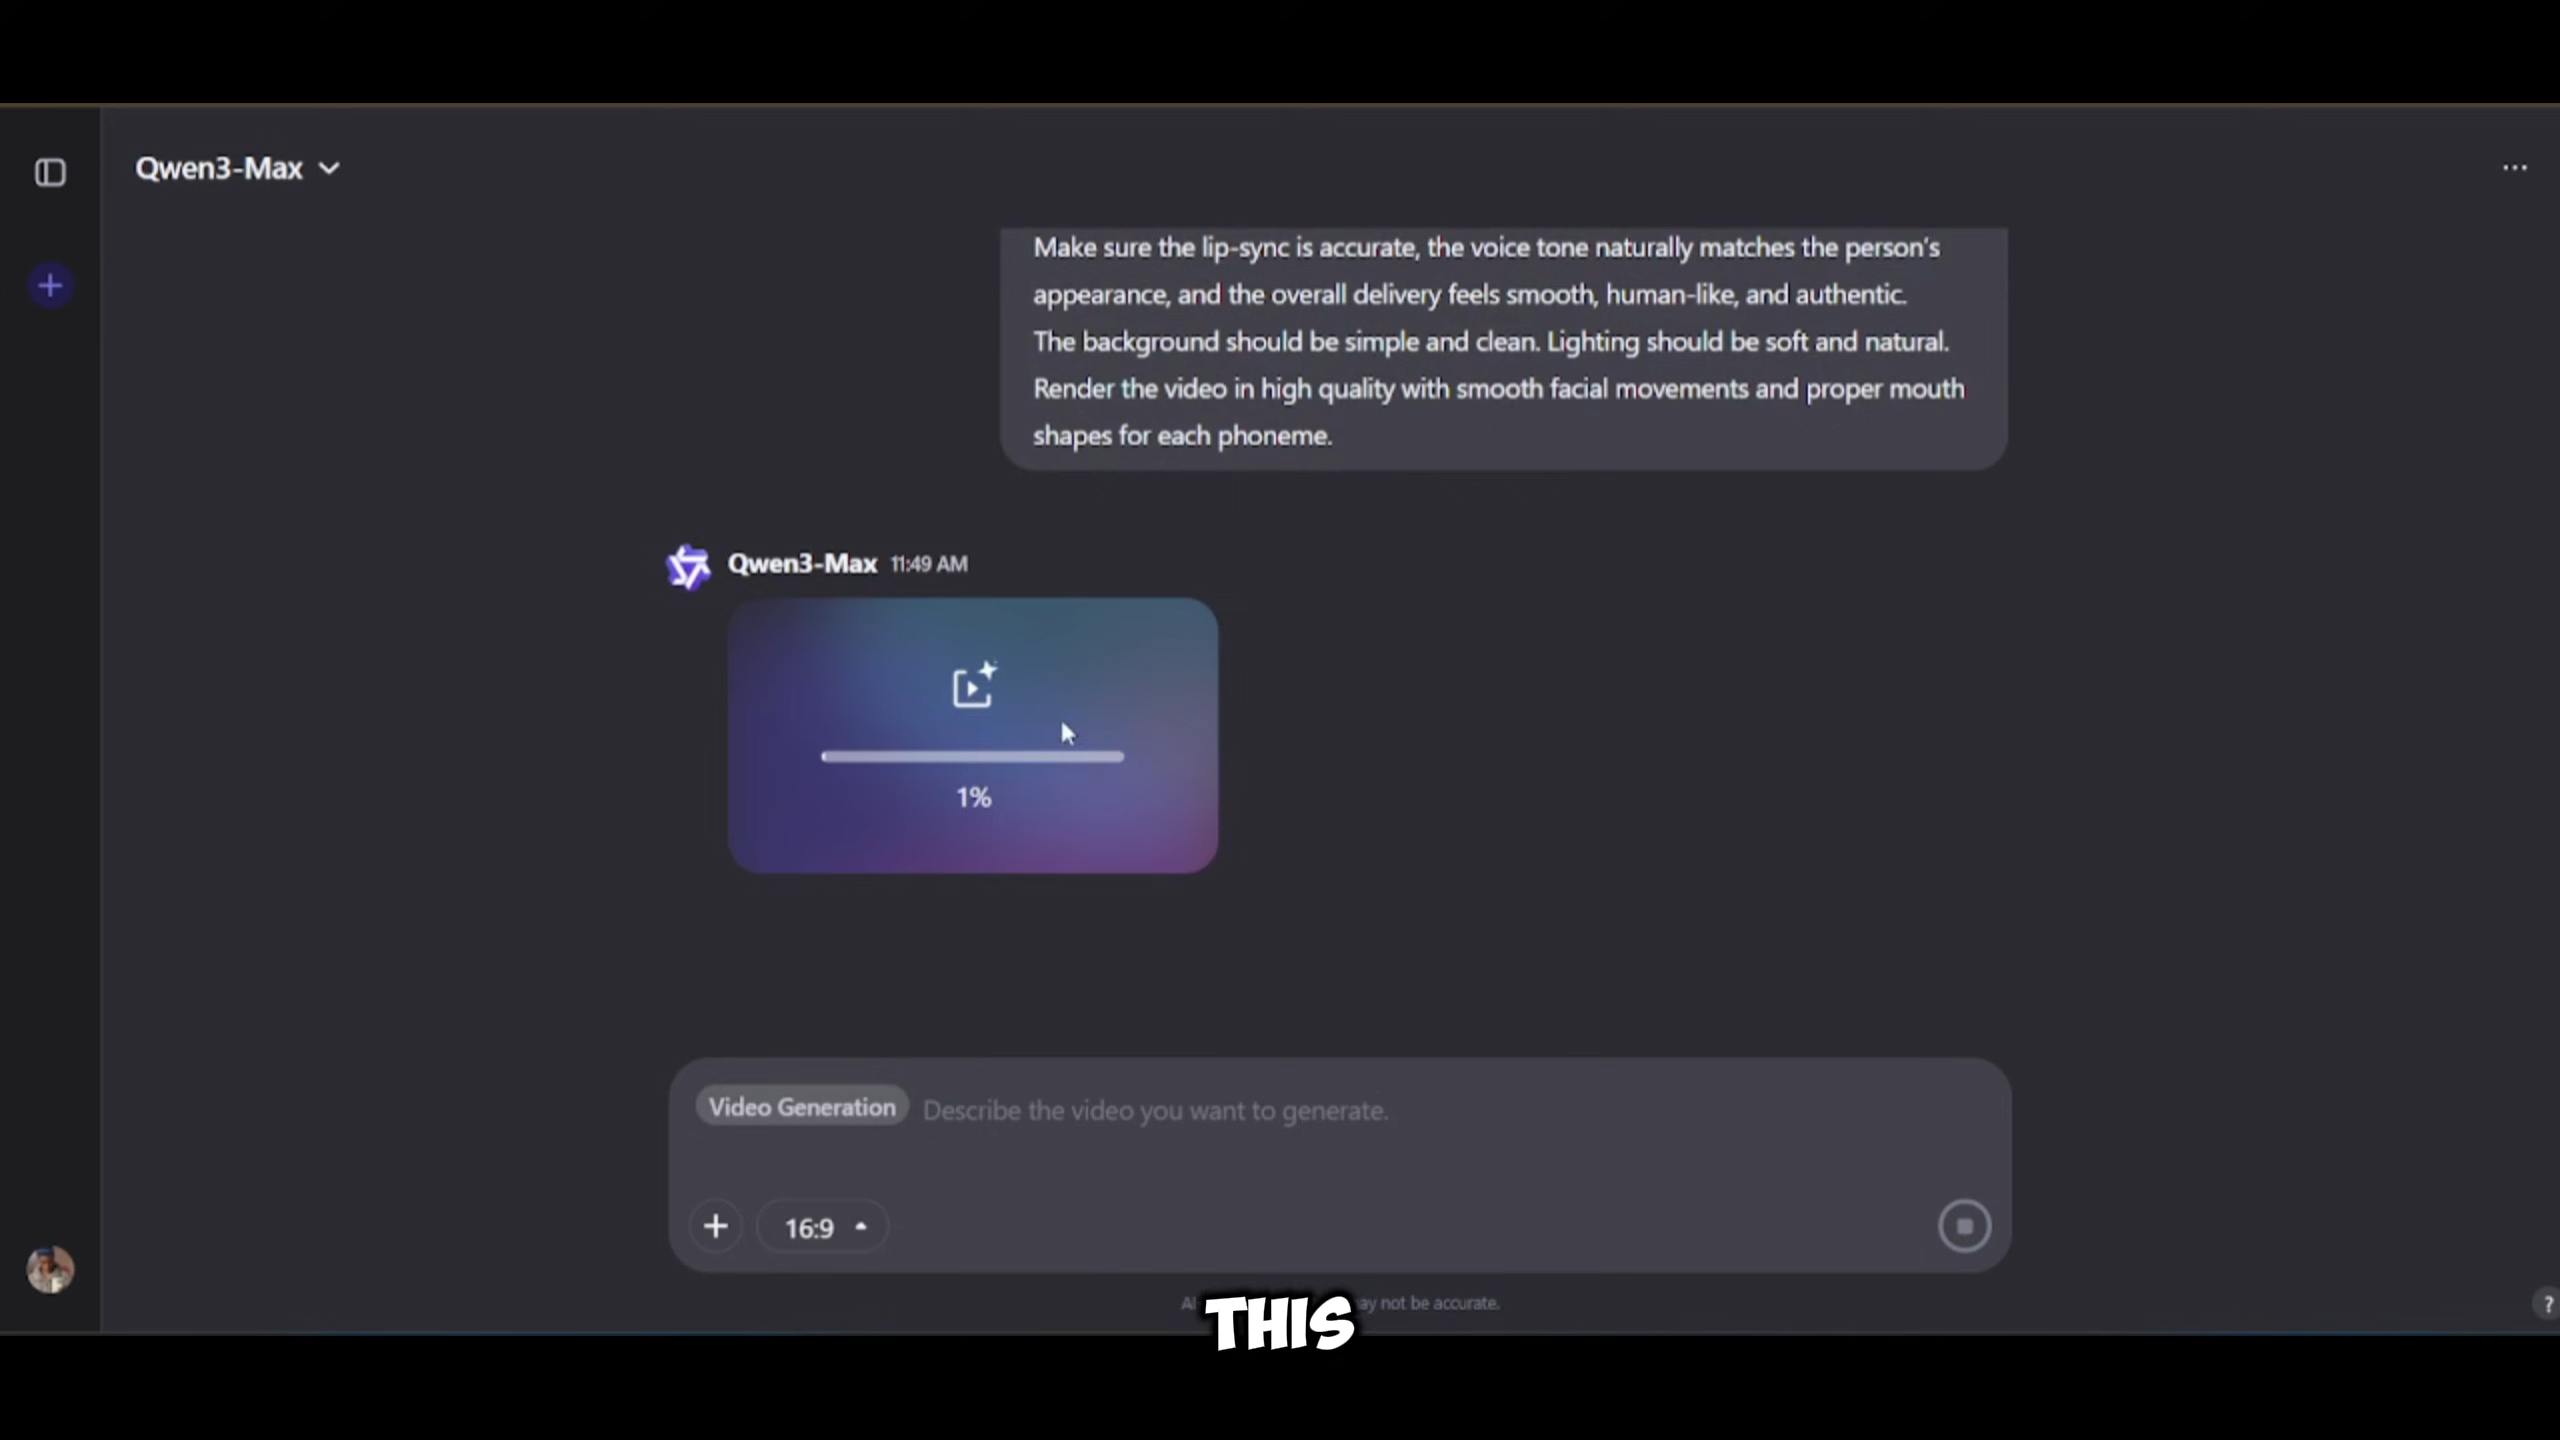 Qwen3-Max
...
Make sure the lip-sync is accurate, the voice tone naturally matches the person's
appearance, and the overall delivery feels smooth, human-like, and authentic.
The background should be simple and clean. Lighting should be soft and natural.
Render the video in high quality with smooth facial movements and proper mouth
shapes for each phoneme.
Qwen3-Max 11:49 AM
1%
Video Generation Describe the video you want to generate.
16:9
not be accurate.
?
THIS